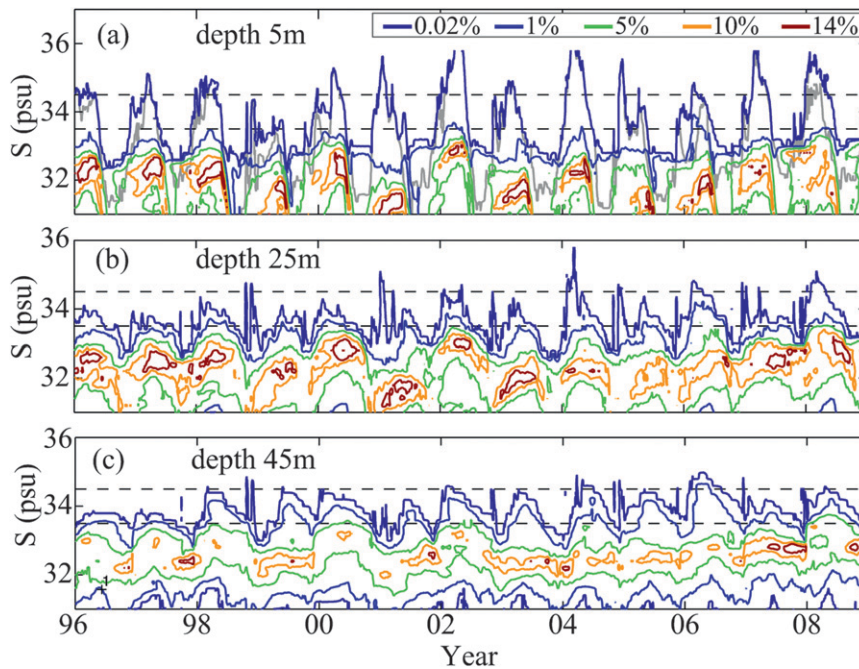 (a) depth 5m
0.02% 1% 5% 10% 14%
36
34
32
S (psu)
(b) depth 25m
36
34
32
S (psu)
(c) depth 45m
36
34
32
S (psu)
1
96 98 00 02 04 06 08
Year